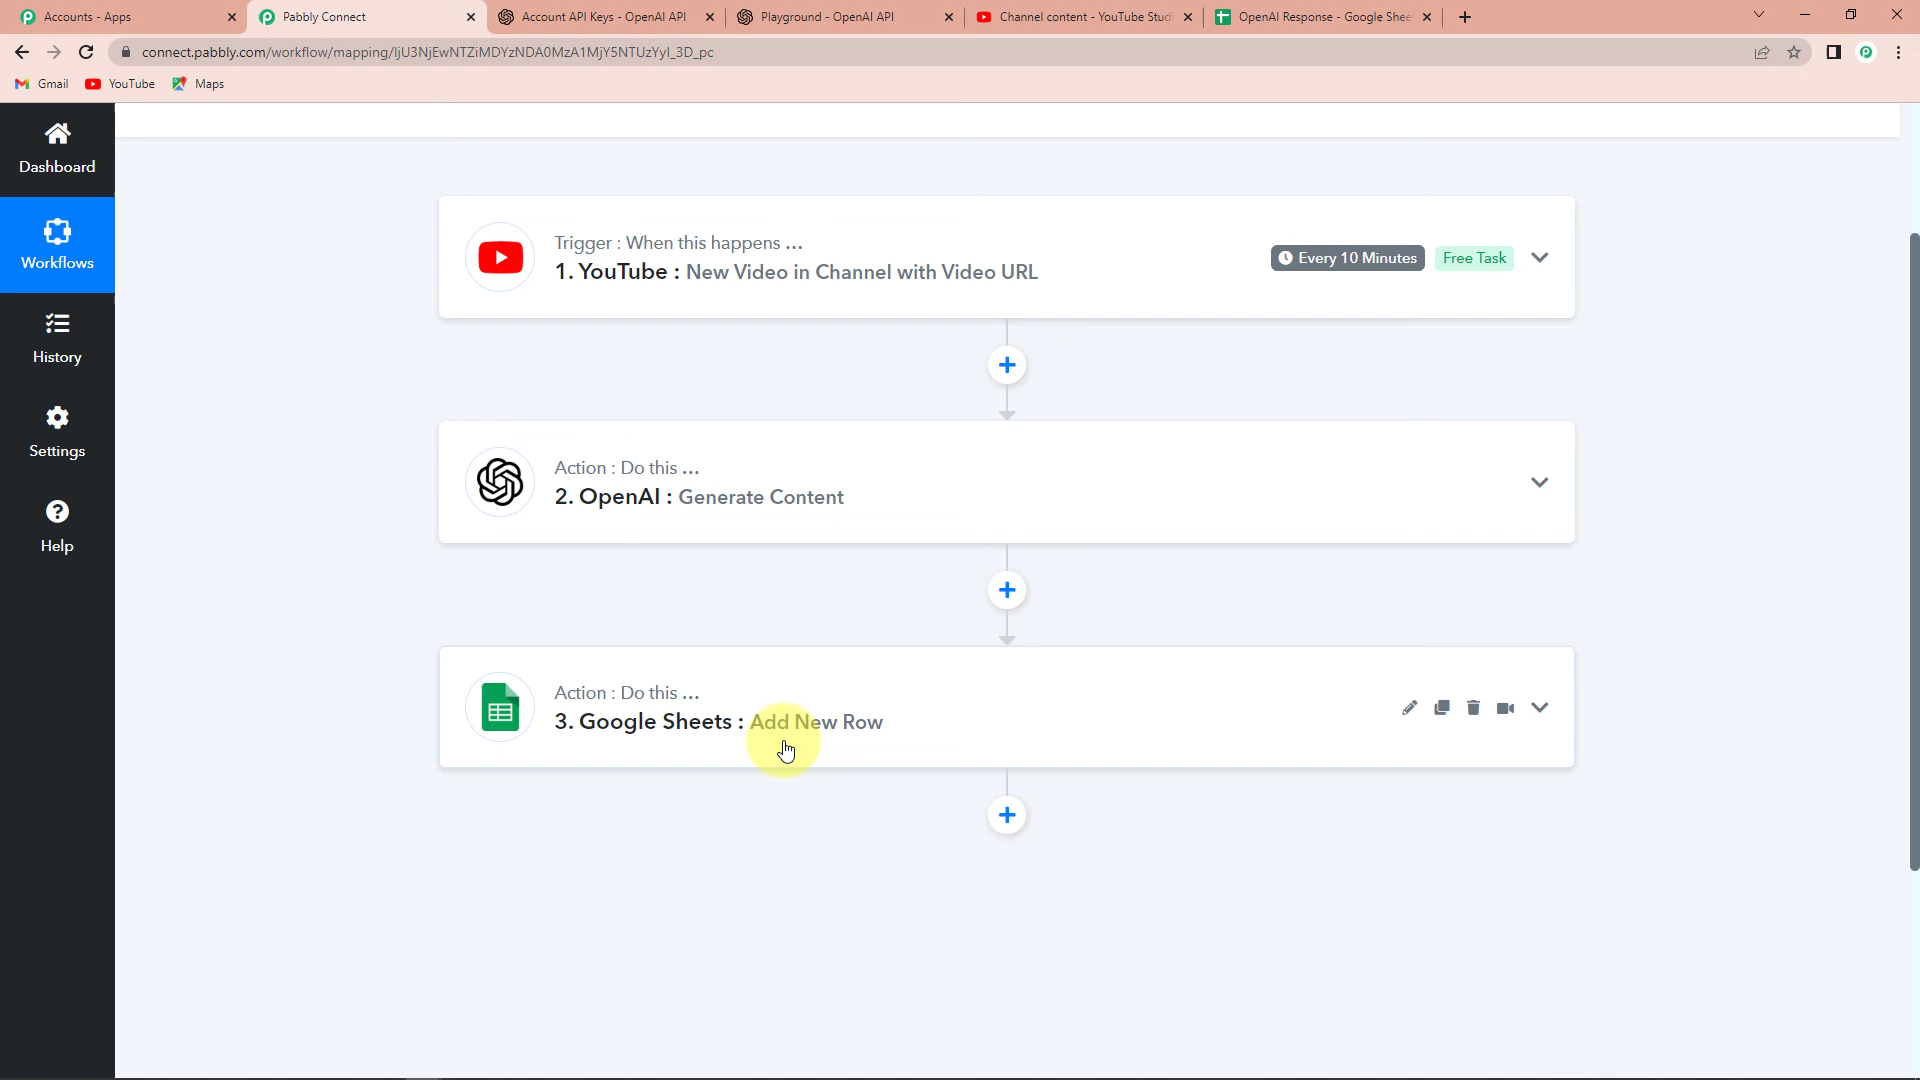 Accounts - Apps
Pabbly Connect
Account API Keys - OpenAI API
Playground - OpenAI API
Channel content - YouTube Stud
OpenAI Response - Google Shee
connect.pabbly.com/workflow/mapping/IjU3NjEwNTZiMDYzNDA0MzA1MjY5NTUzYyI_3D_pc
Gmail
YouTube
Maps
Dashboard
Workflows
History
Settings
Help
Trigger : When this happens ...
1. YouTube : New Video in Channel with Video URL
Every 10 Minutes
Free Task
Action : Do this ...
2. OpenAI : Generate Content
Action : Do this ...
3. Google Sheets : Add New Row